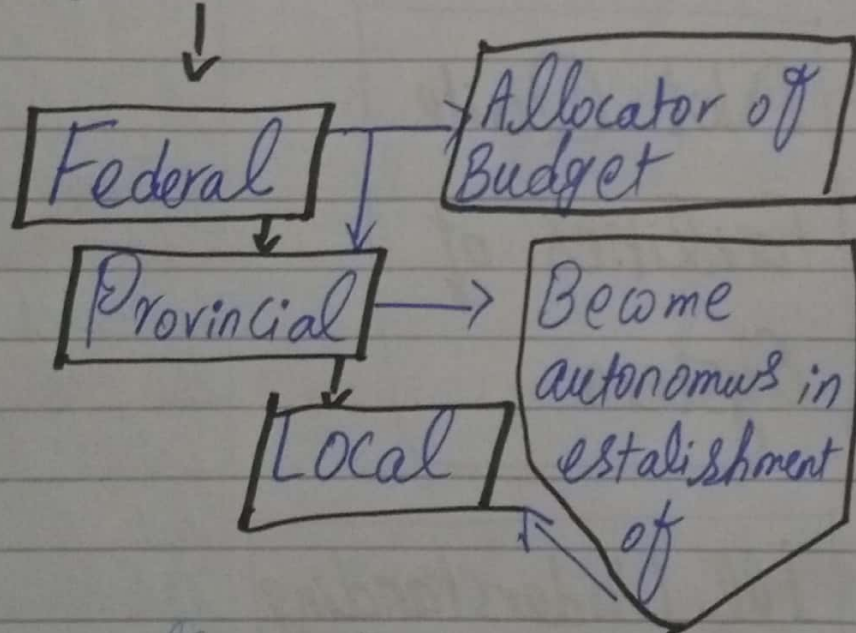 Federal
Allocator of
Budget
Provincial
Become
autonomus in
estalishment
of
Local